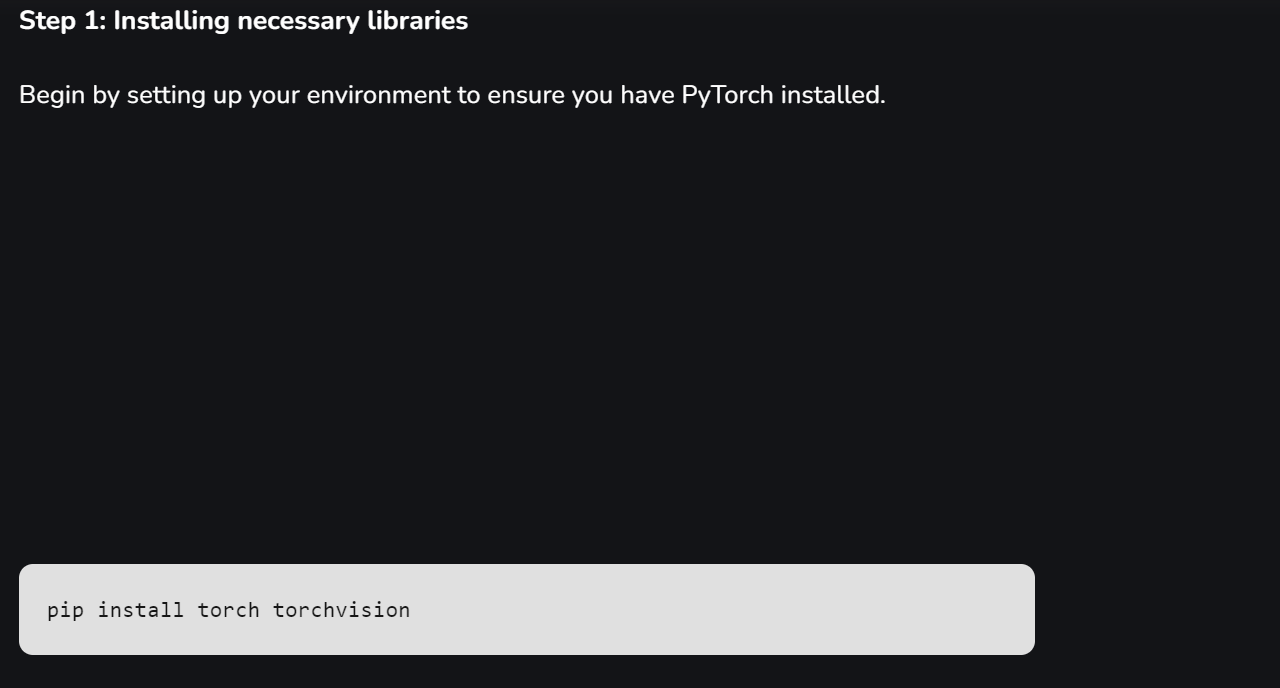 Step 1: Installing necessary libraries
Begin by setting up your environment to ensure you have PyTorch installed.
pip install torch torchvision